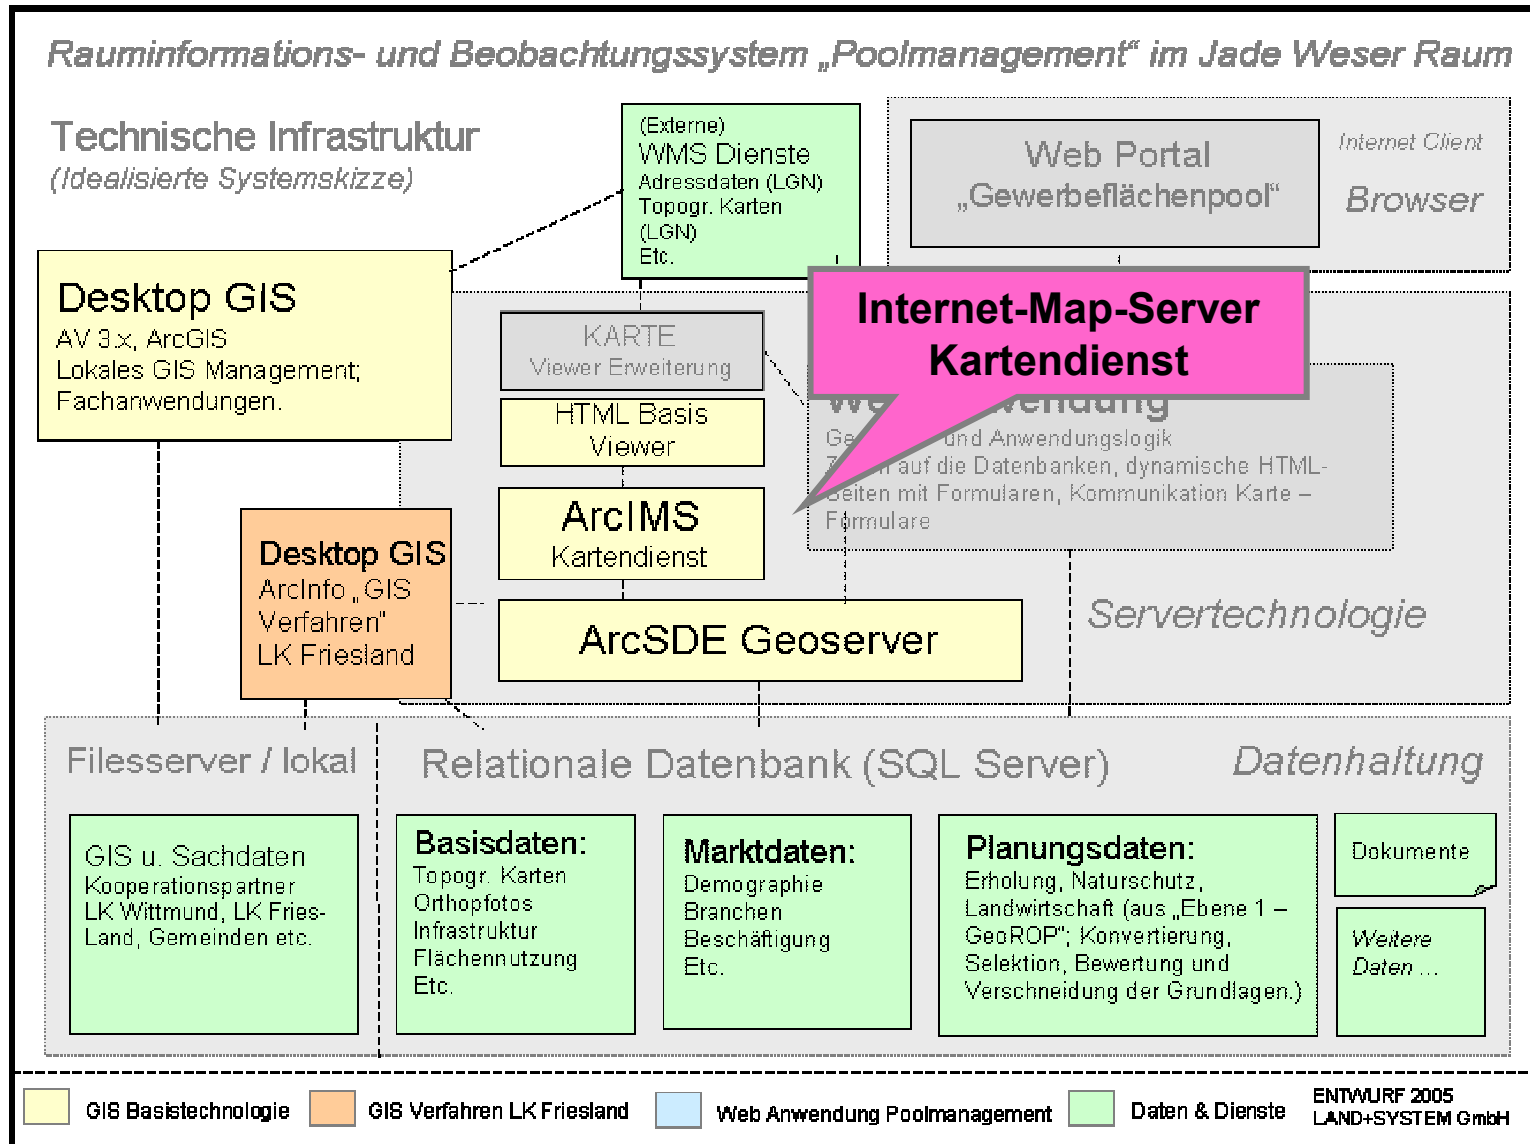 Rauminformations- und Beobachtungssystem „Poolmanagement“ im Jade Weser Raum
Technische Infrastruktur
(Idealisierte Systemskizze)
(Externe)
WMS Dienste
Adressdaten (LGN)
Topogr. Karten
(LGN)
Etc.
Web Portal
„Gewerbeflächenpool“
Internet Client
Browser
Desktop GIS
AV 3.x, ArcGIS
Lokales GIS Management;
Fachanwendungen.
KARTE
Viewer Erweiterung
HTML Basis
Viewer
ArcIMS
Kartendienst
Internet-Map-Server
Kartendienst
und Anwendungslogik
auf die Datenbanken, dynamische HTML-
Seiten mit Formularen, Kommunikation Karte –
Formulare
Desktop GIS
ArcInfo „GIS
Verfahren“
LK Friesland
ArcSDE Geoserver
Servertechnologie
Filesserver / lokal
Relationale Datenbank (SQL Server)
Datenhaltung
GIS u. Sachdaten
Kooperationspartner
LK Wittmund, LK Fries-
Land, Gemeinden etc.
Basisdaten:
Topogr. Karten
Orthopfotos
Infrastruktur
Flächennutzung
Etc.
Marktdaten:
Demographie
Branchen
Beschäftigung
Etc.
Planungsdaten:
Erholung, Naturschutz,
Landwirtschaft (aus „Ebene 1 –
GeoROP“; Konvertierung,
Selektion, Bewertung und
Verschneidung der Grundlagen.)
Dokumente
Weitere
Daten ...
GIS Basistechnologie
GIS Verfahren LK Friesland
Web Anwendung Poolmanagement
Daten & Dienste
ENTWURF 2005
LAND+SYSTEM GmbH